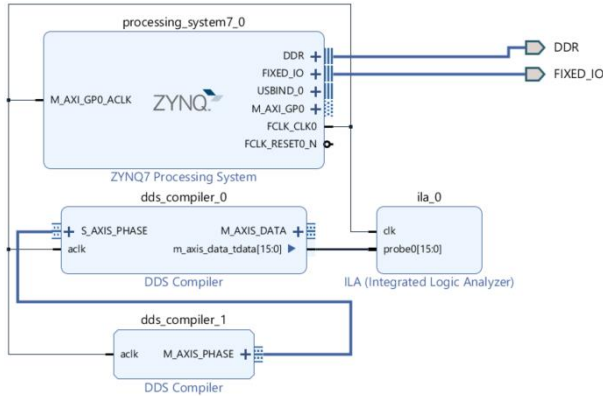 processing_system7_0
DDR
FIXED_IO
USBIND_0
M_AXI_GP0
FCLK_CLK0
FCLK_RESET0_N
M_AXI_GP0_ACLK
ZYNQ
ZYNQ7 Processing System
DDR
FIXED_IO
dds_compiler_0
S_AXIS_PHASE
aclk
M_AXIS_DATA
m_axis_data_tdata[15:0]
DDS Compiler
ila_0
clk
probe0[15:0]
ILA (Integrated Logic Analyzer)
dds_compiler_1
aclk
M_AXIS_PHASE
DDS Compiler